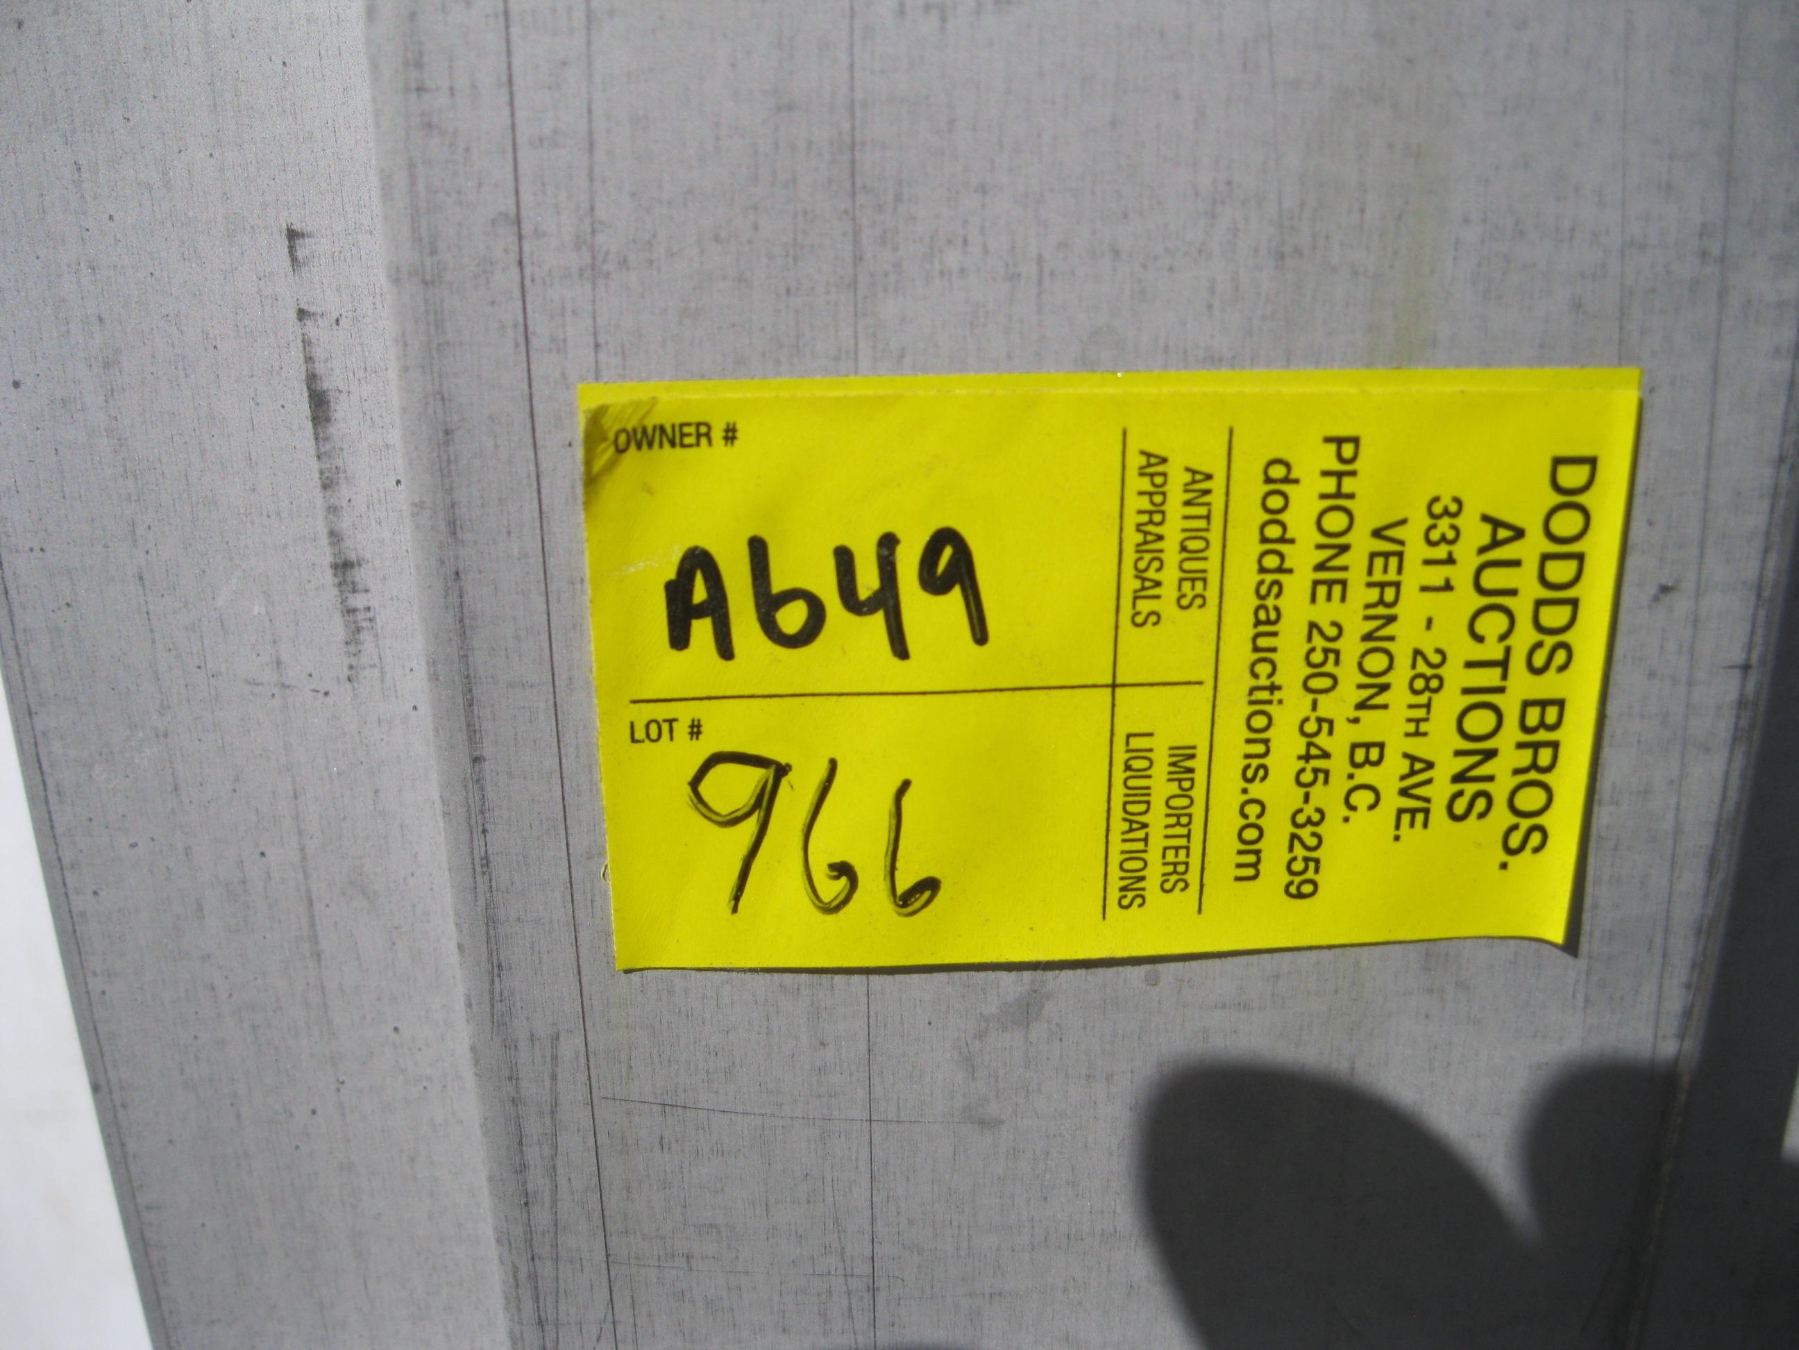 DODDS BROS.
AUCTIONS
3311 - 28TH AVE.
VERNON, B.C.
PHONE 250-545-3259
doddsauctions.com
ANTIQUES
APPRAISALS
IMPORTERS
LIQUIDATIONS
OWNER #
A649
LOT #
966